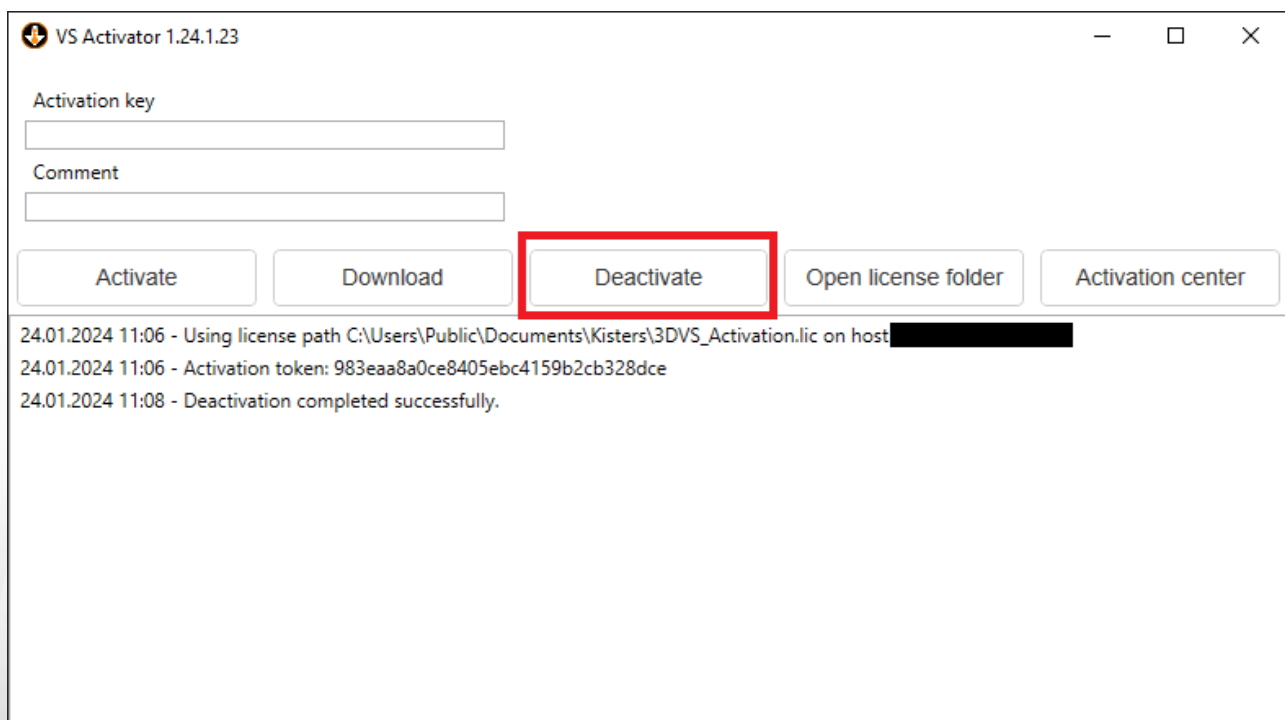 VS Activator 1.24.1.23
Activation key
Comment
Activate Download Deactivate Open license folder Activation center
24.01.2024 11:06 - Using license path C:\Users\Public\Documents\Kisters\3DVS_Activation.lic on host
24.01.2024 11:06 - Activation token: 983eaa8a0ce8405ebc4159b2cb328dce
24.01.2024 11:08 - Deactivation completed successfully.